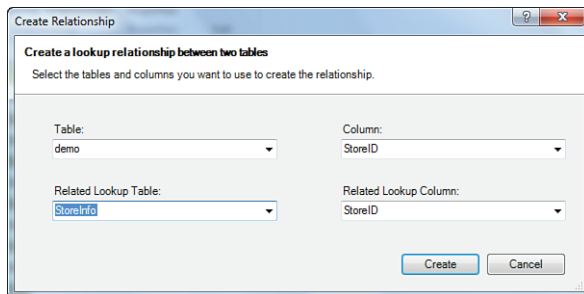 Create Relationship
Create a lookup relationship between two tables
Select the tables and columns you want to use to create the relationship.
Table:
Column:
demo
StoreID
Related Lookup Table:
Related Lookup Column:
StoreInfo
StoreID
Create
Cancel